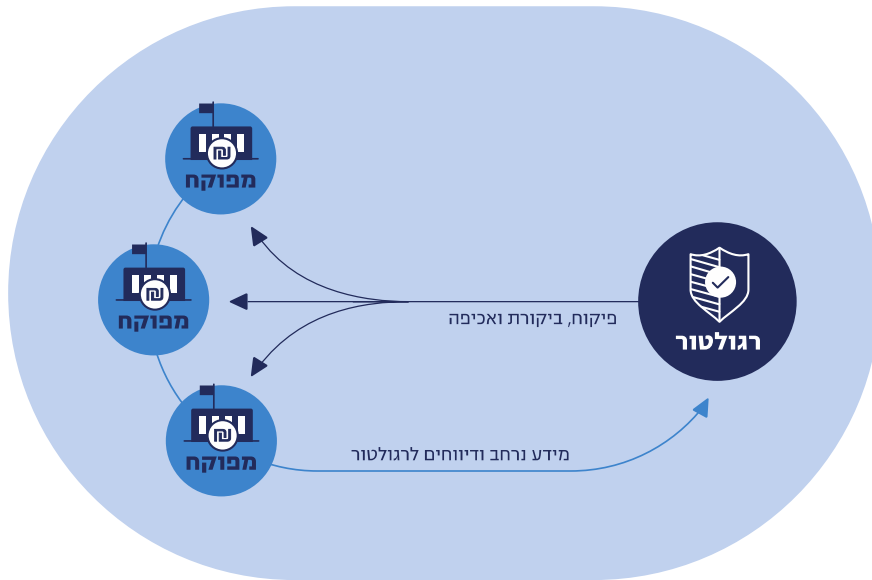 מפוקח
מפוקח
רגולטור
פיקוח, ביקורת ואכיפה
מפוקח
מידע נרחב ודיווחים לרגולטור